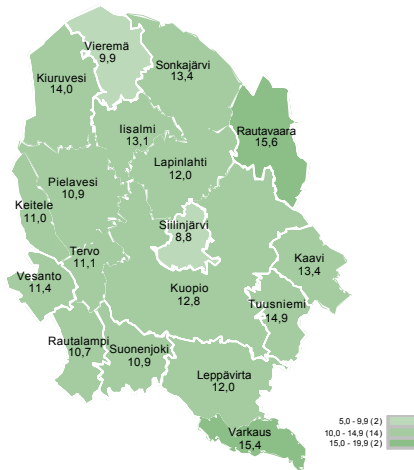 Vieremä
9,9
Sonkajärvi
13,4
Kiuruvesi
14,0
Iisalmi
13,1
Rautavaara
15,6
Lapinlahti
12,0
Pielavesi
10,9
Keitele
11,0
Siilinjärvi
8,8
Tervo
11,1
Kaavi
13,4
Vesanto
11,4
Kuopio
12,8
Tuusniemi
14,9
Rautalampi
10,7
Suonenjoki
10,9
Leppävirta
12,0
Varkaus
15,4
5,0 - 9,9 (2)
10,0 - 14,9 (14)
15,0 - 19,9 (2)